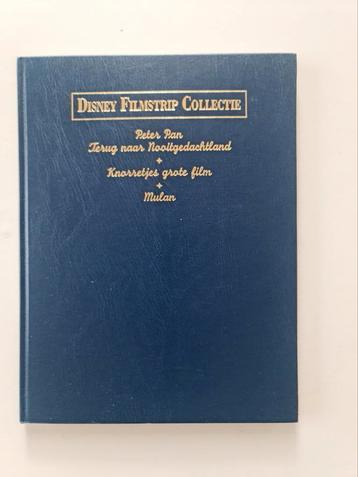 DISNEY FILMSTRIP COLLECTIE
Peter Pan
Terug naar Nooitgedachtland
+
Knorretjes grote film
+
Mulan